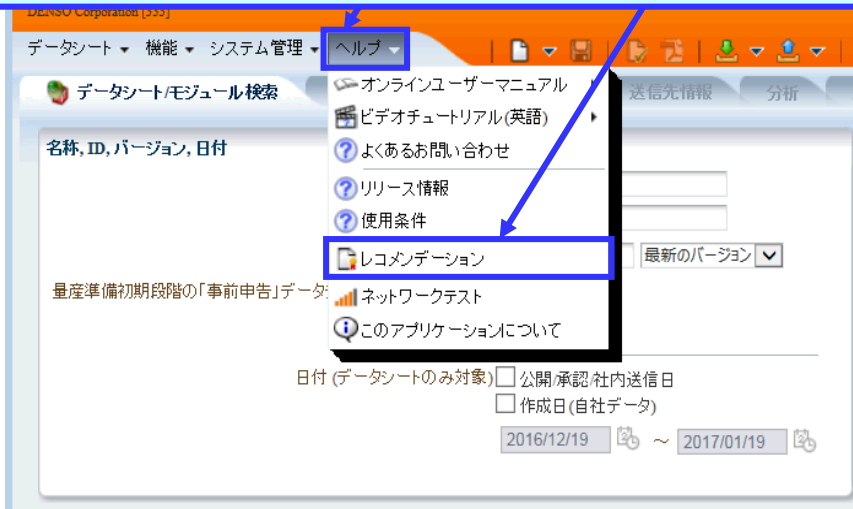 DENSO Corporation [555]
データシート 機能 システム管理 ヘルプ
データシート/モジュール検索
送信先情報
分析
オンラインユーザーマニュアル
ビデオチュートリアル(英語)
よくあるお問い合わせ
リリース情報
使用条件
レコメンデーション
ネットワークテスト
このアプリケーションについて
名称, ID, バージョン, 日付
最新のバージョン
量産準備初期段階の「事前申告」データ
日付 (データシートのみ対象) 公開/承認/社内送信日
作成日(自社データ)
2016/12/19 ~ 2017/01/19